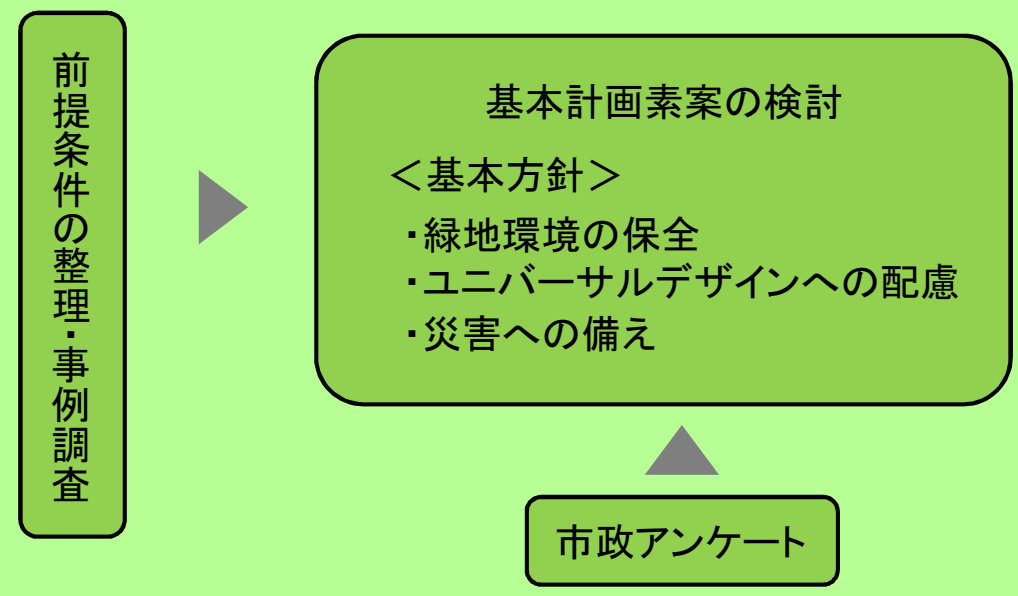 前提条件の整理・事例調査
基本計画素案の検討
＜基本方針＞
・緑地環境の保全
・ユニバーサルデザインへの配慮
・災害への備え
市政アンケート